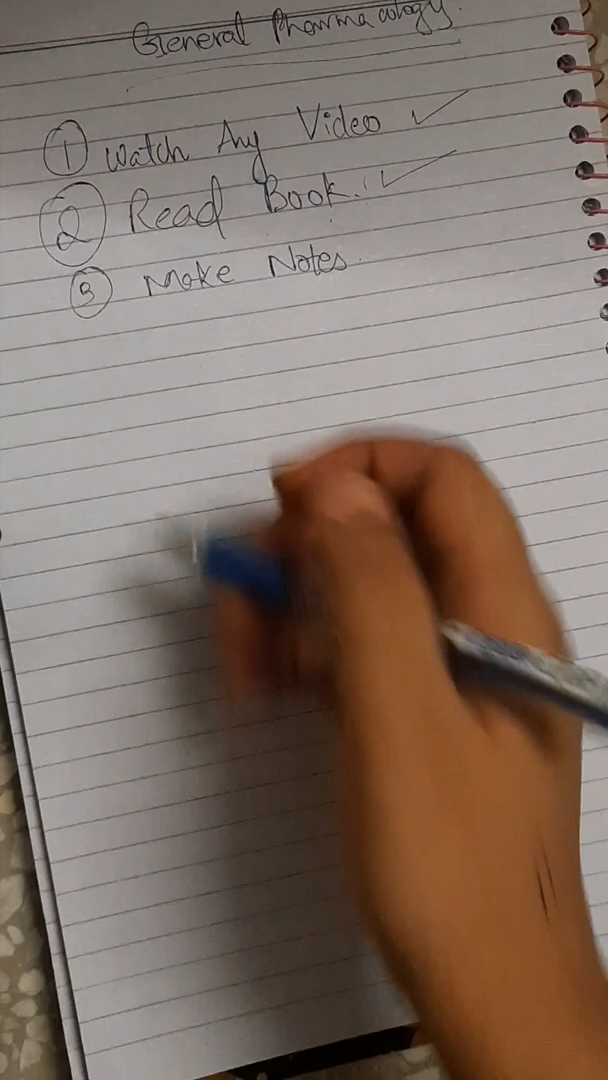 General Pharmacology.
① Watch Any Video ✓
② Read Book. ✓
③ Make Notes